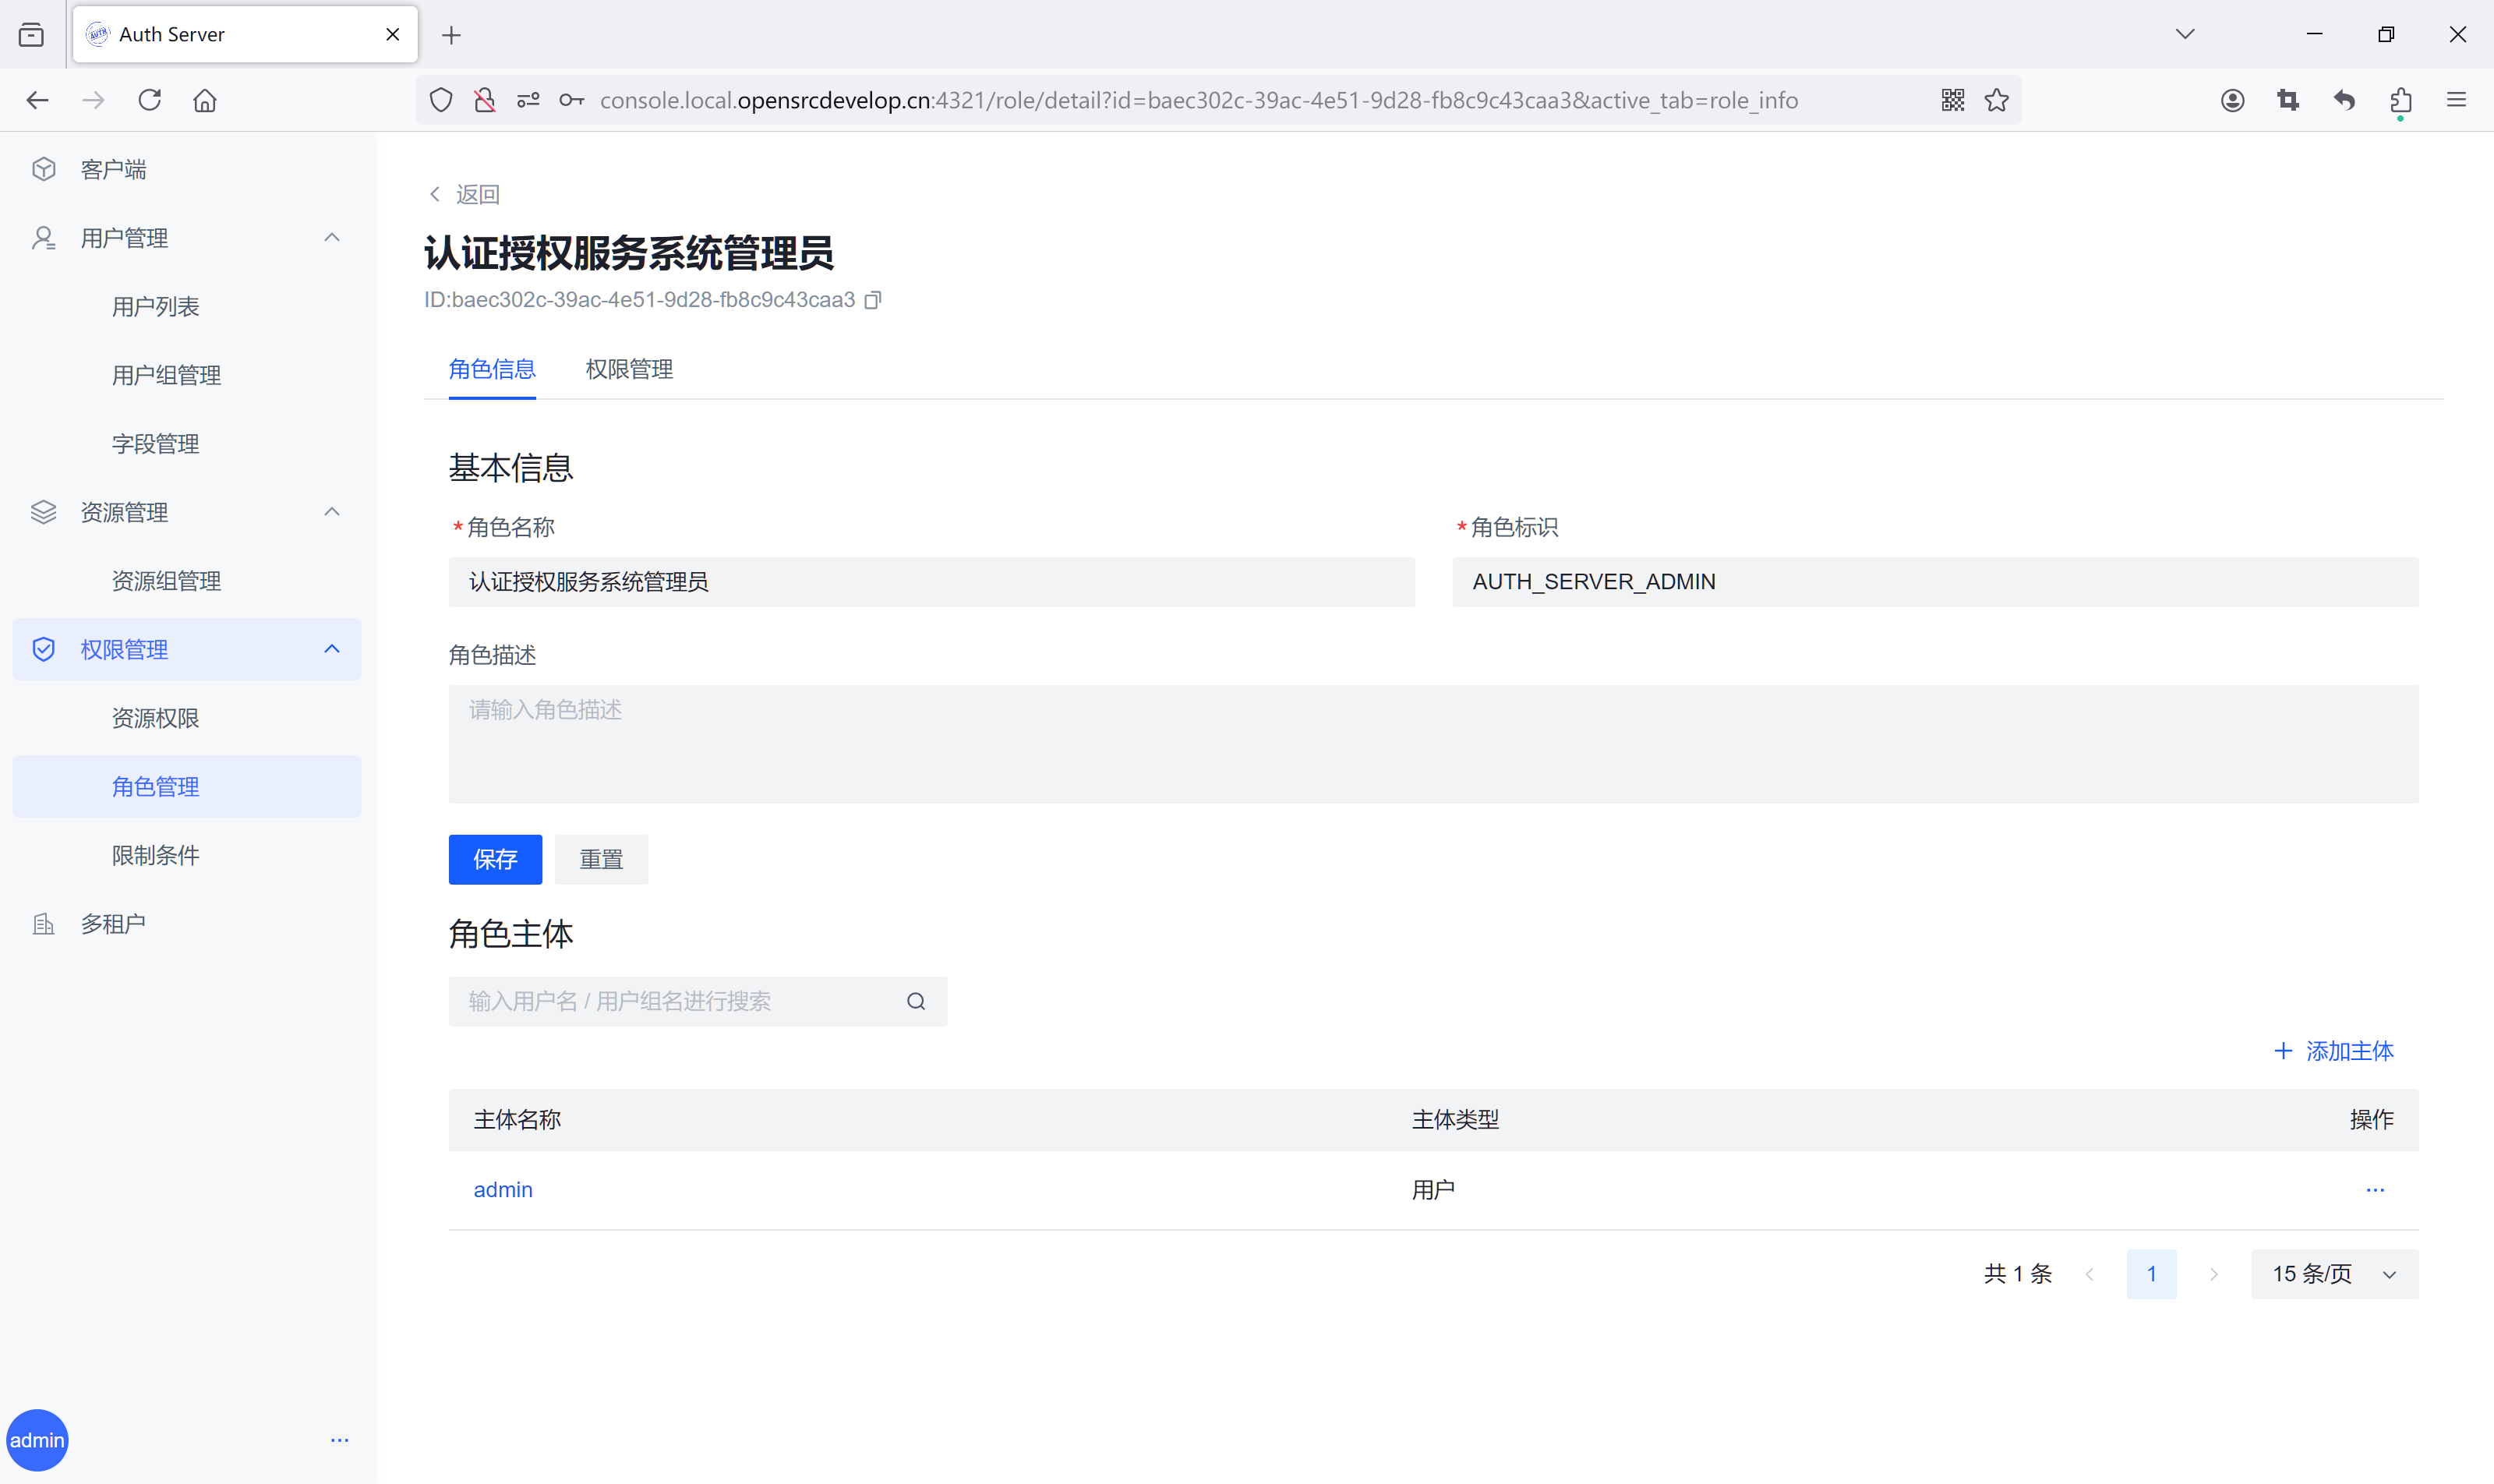 Auth Server
console.local.opensrcdevelop.cn:4321/role/detail?id=baec302c-39ac-4e51-9d28-fb8c9c43caa3&active_tab=role_info
客户端
用户管理
用户列表
用户组管理
字段管理
资源管理
资源组管理
权限管理
资源权限
角色管理
限制条件
多租户
admin
返回
认证授权服务系统管理员
ID:baec302c-39ac-4e51-9d28-fb8c9c43caa3
角色信息 权限管理
基本信息
*角色名称 *角色标识
认证授权服务系统管理员 AUTH_SERVER_ADMIN
角色描述
请输入角色描述
保存 重置
角色主体
输入用户名 / 用户组名进行搜索
添加主体
主体名称 主体类型 操作
admin 用户
共 1 条 1 15 条/页